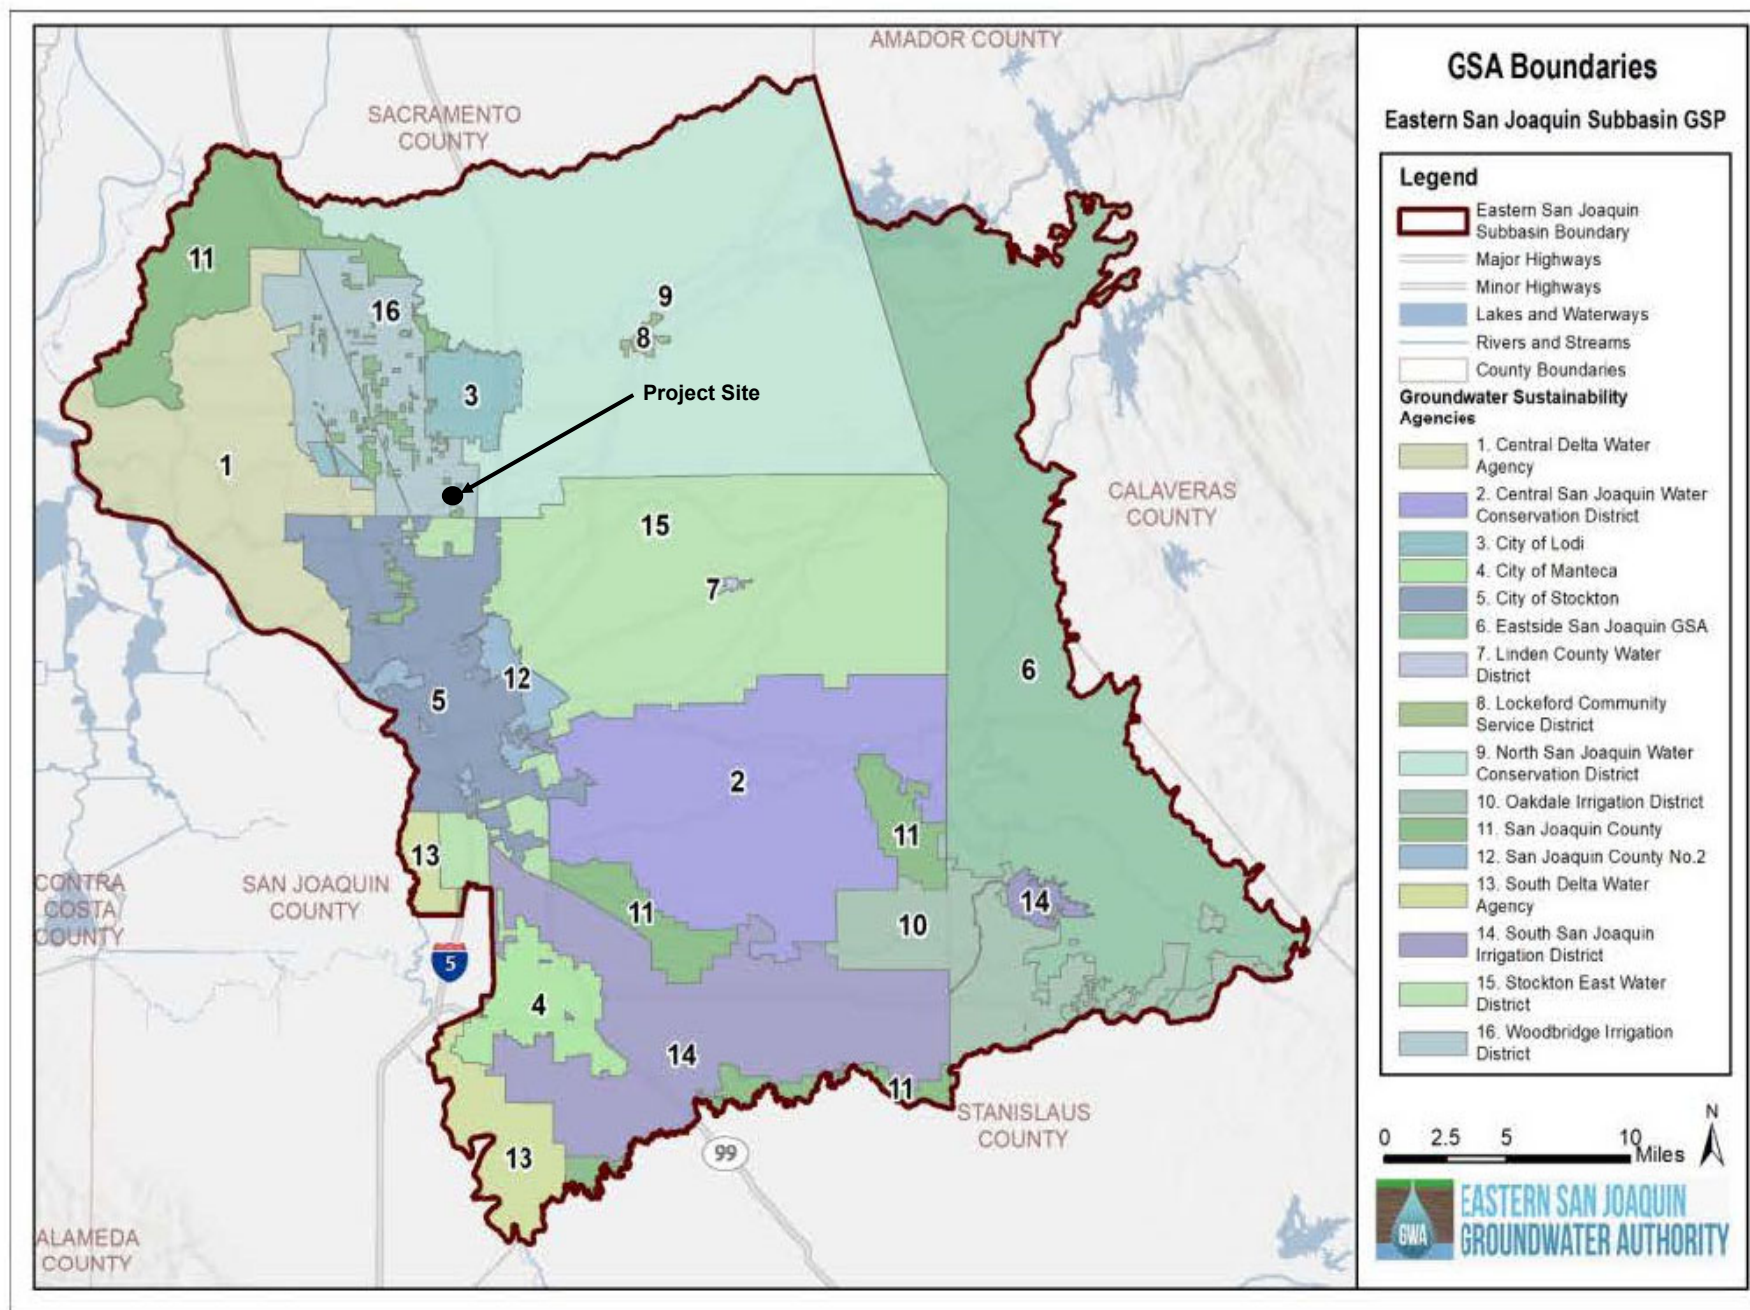 AMADOR COUNTY
SACRAMENTO
COUNTY
11
16
9
8
3
Project Site
1
15
CALAVERAS
COUNTY
7
6
12
5
2
11
13
CONTRA
COSTA
COUNTY
SAN JOAQUIN
COUNTY
11
10
14
5
4
14
11
STANISLAUS
COUNTY
99
13
ALAMEDA
COUNTY
GSA Boundaries
Eastern San Joaquin Subbasin GSP
Legend
Eastern San Joaquin
Subbasin Boundary
Major Highways
Minor Highways
Lakes and Waterways
Rivers and Streams
County Boundaries
Groundwater Sustainability
Agencies
1. Central Delta Water
Agency
2. Central San Joaquin Water
Conservation District
3. City of Lodi
4. City of Manteca
5. City of Stockton
6. Eastside San Joaquin GSA
7. Linden County Water
District
8. Lockeford Community
Service District
9. North San Joaquin Water
Conservation District
10. Oakdale Irrigation District
11. San Joaquin County
12. San Joaquin County No.2
13. South Delta Water
Agency
14. South San Joaquin
Irrigation District
15. Stockton East Water
District
16. Woodbridge Irrigation
District
N
0 2.5 5 10
Miles
GWA
EASTERN SAN JOAQUIN
GROUNDWATER AUTHORITY